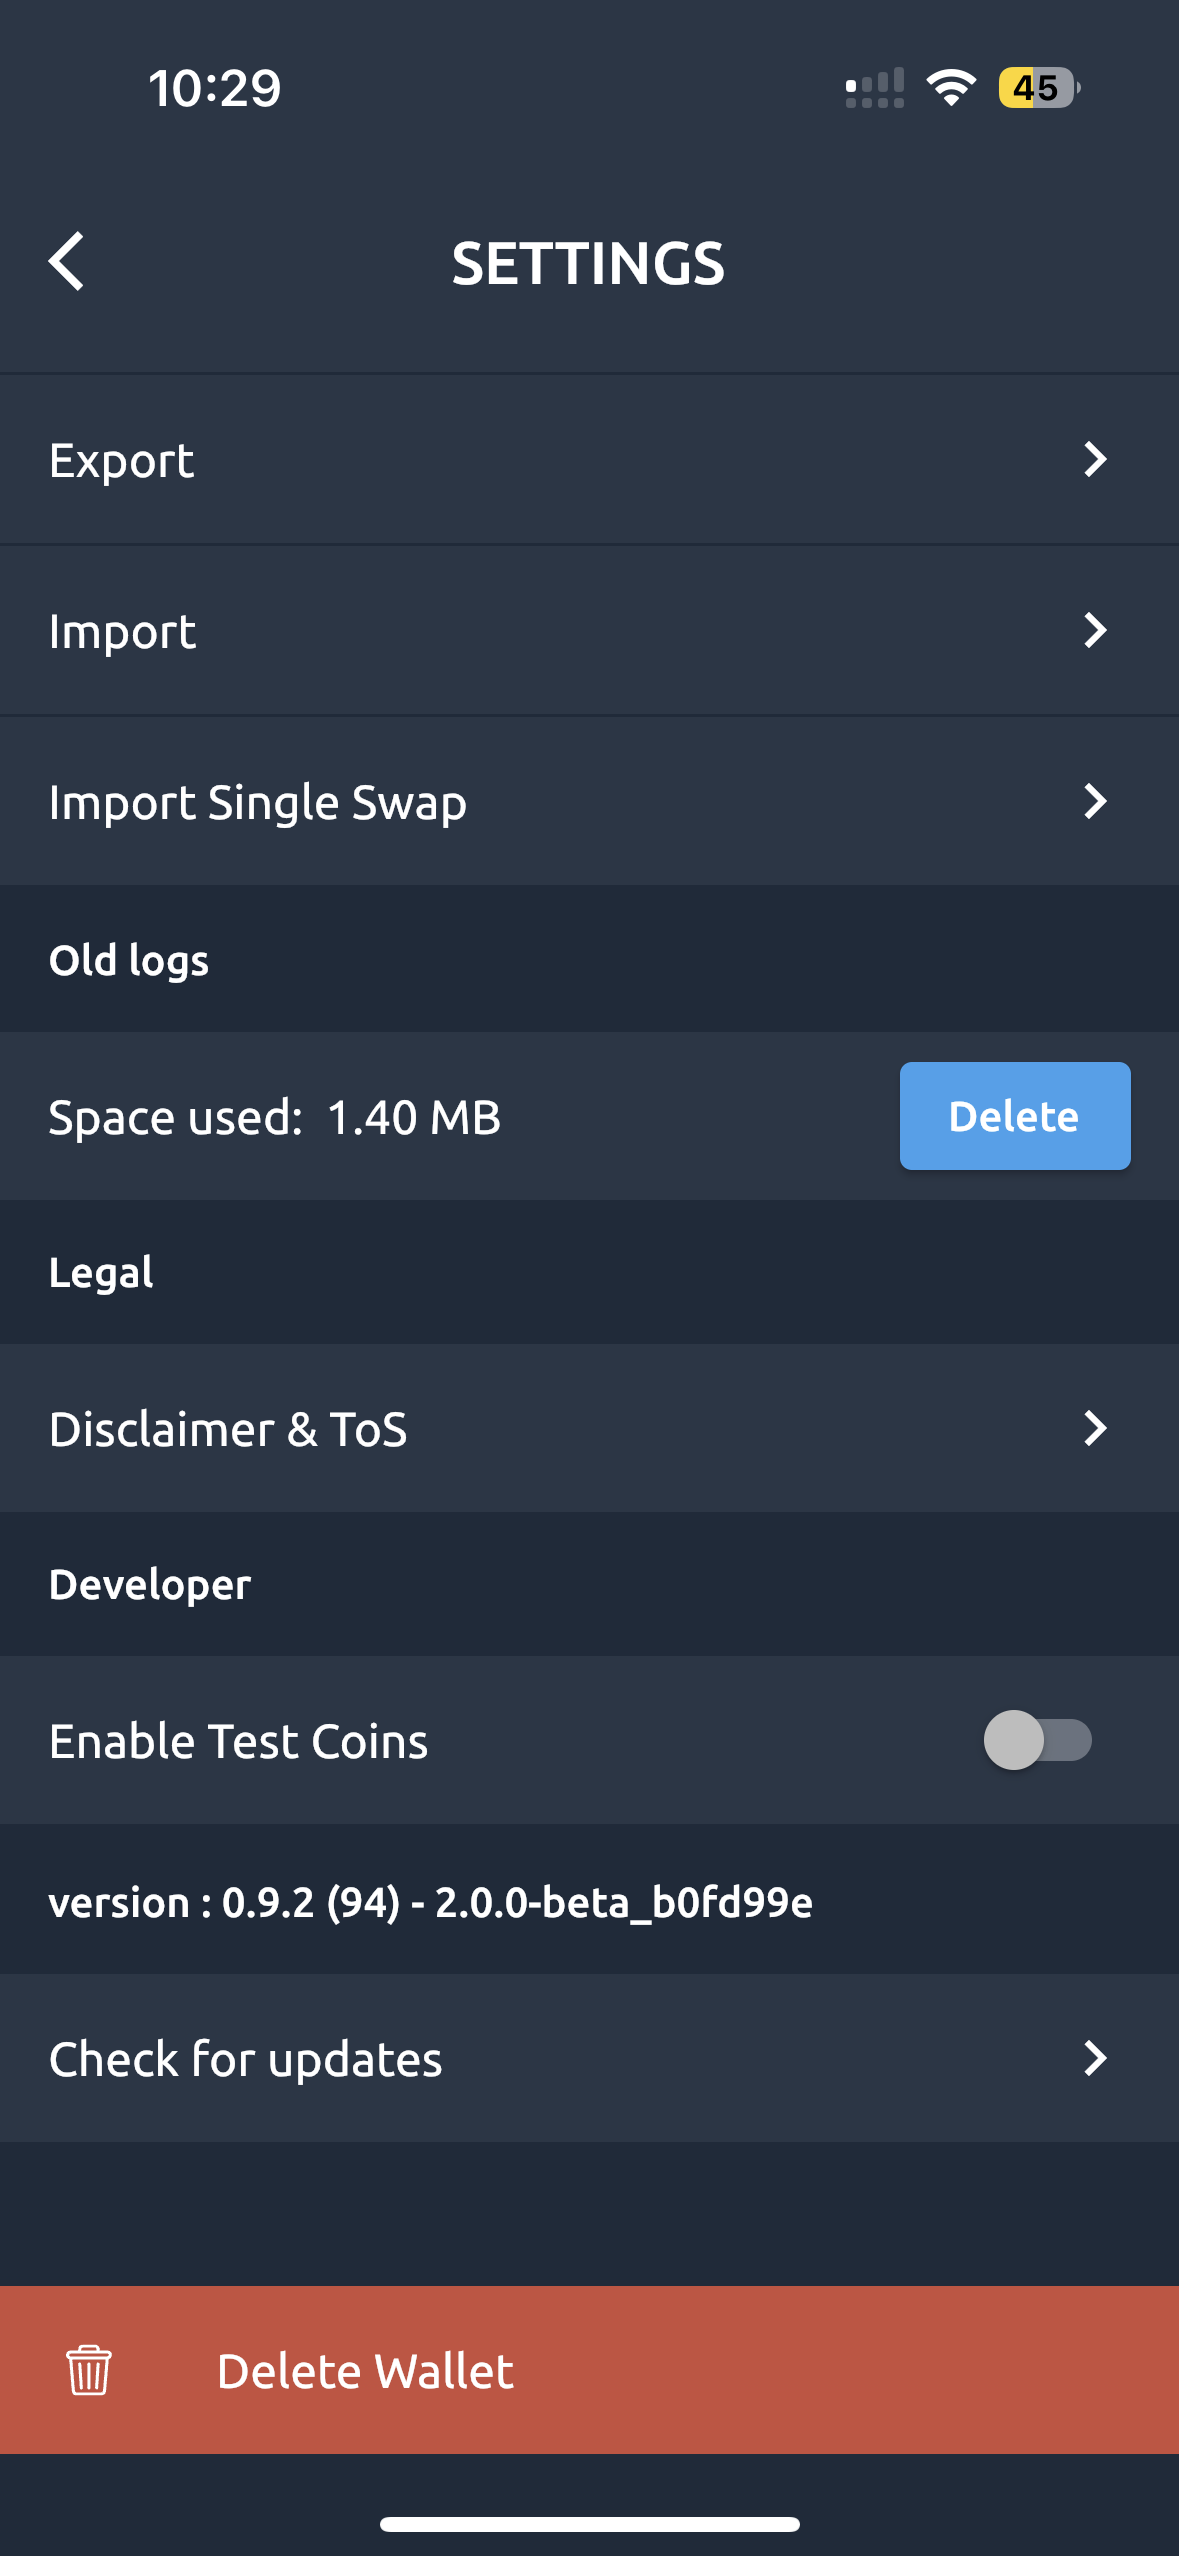 10:29
45
SETTINGS
Export
Import
Import Single Swap
Old logs
Space used:  1.40 MB
Delete
Legal
Disclaimer & ToS
Developer
Enable Test Coins
version : 0.9.2 (94) - 2.0.0-beta_b0fd99e
Check for updates
Delete Wallet